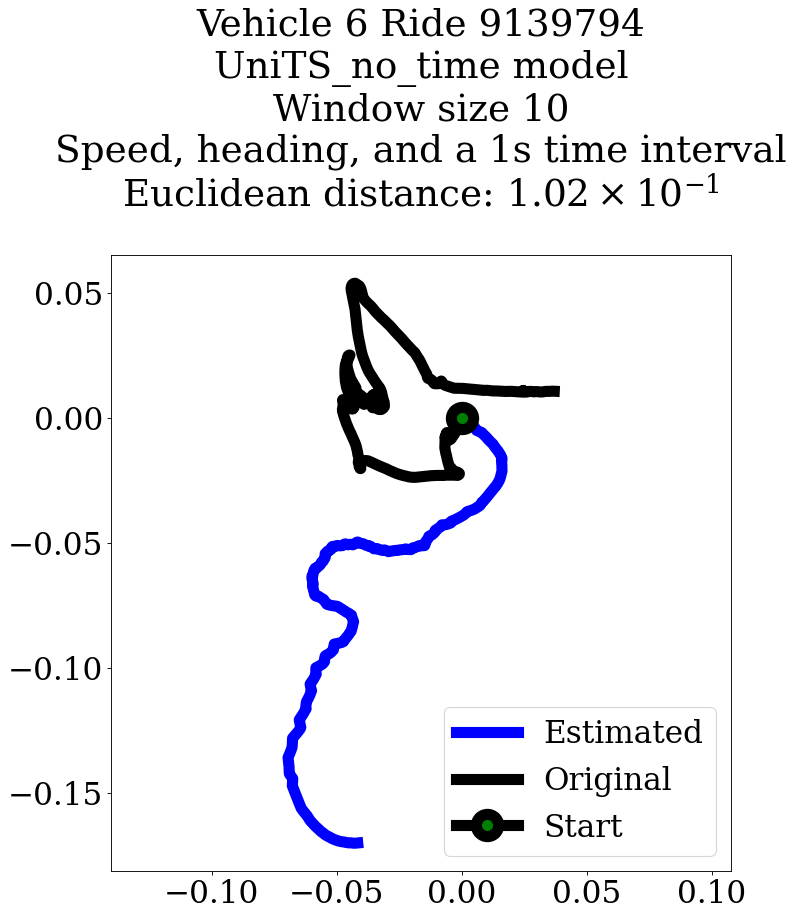 Vehicle 6 Ride 9139794
UniTS_no_time model
Window size 10
Speed, heading, and a 1s time interval
Euclidean distance: 1.02 × 10⁻¹
0.05
0.00
−0.05
−0.10
−0.15
Estimated
Original
Start
−0.10
−0.05
0.00
0.05
0.10